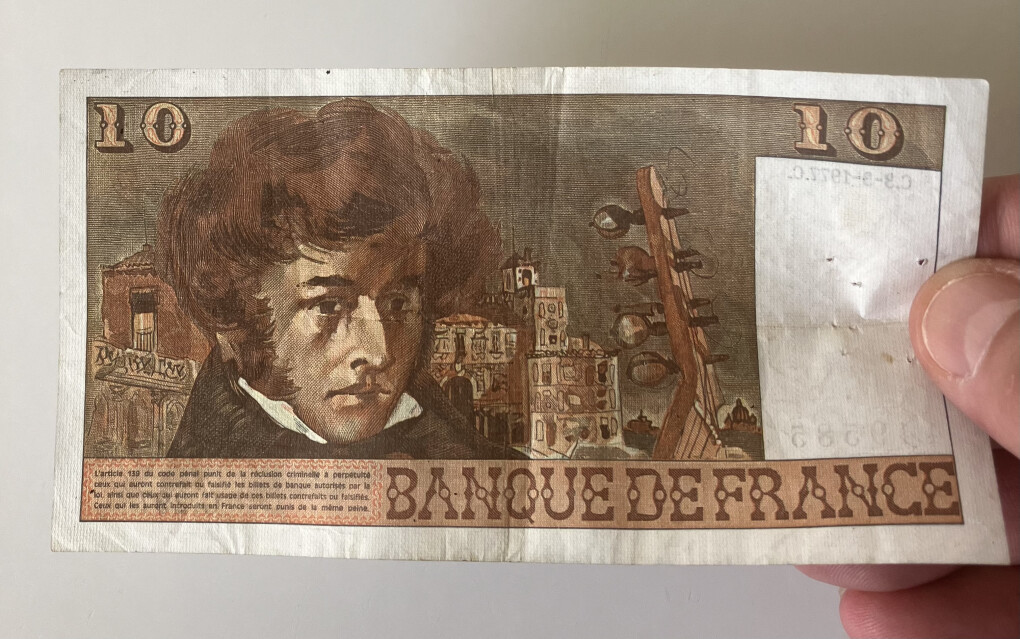 10
10
C.3-3-1977.C.
L'article 139 du code pénal punit de la réclusion criminelle à perpétuité
ceux qui auront contrefait ou falsifié les billets de banque autorisés par la
loi, ainsi que ceux qui auront fait usage de ces billets contrefaits ou falsifiés.
Ceux qui les auront introduits en France seront punis de la même peine.
BANQUE DE FRANCE